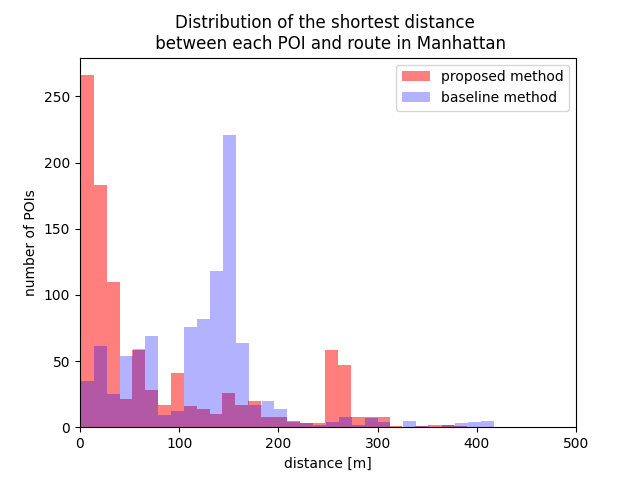 Distribution of the shortest distance
between each POI and route in Manhattan
proposed method
baseline method
number of POIs
250
200
150
100
50
0
0 100 200 300 400 500
distance [m]